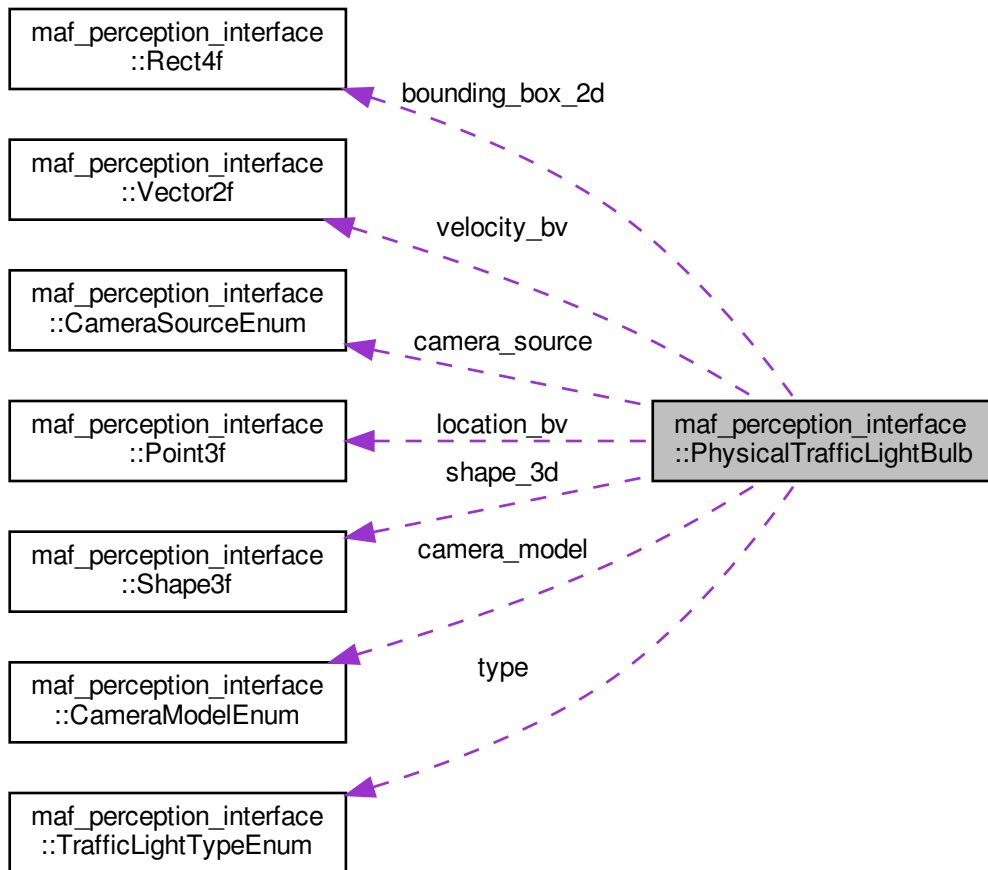 maf_perception_interface
::Rect4f
bounding_box_2d
maf_perception_interface
::Vector2f
velocity_bv
maf_perception_interface
::CameraSourceEnum
camera_source
maf_perception_interface
::Point3f
location_bv
maf_perception_interface
::PhysicalTrafficLightBulb
shape_3d
maf_perception_interface
::Shape3f
camera_model
maf_perception_interface
::CameraModelEnum
type
maf_perception_interface
::TrafficLightTypeEnum